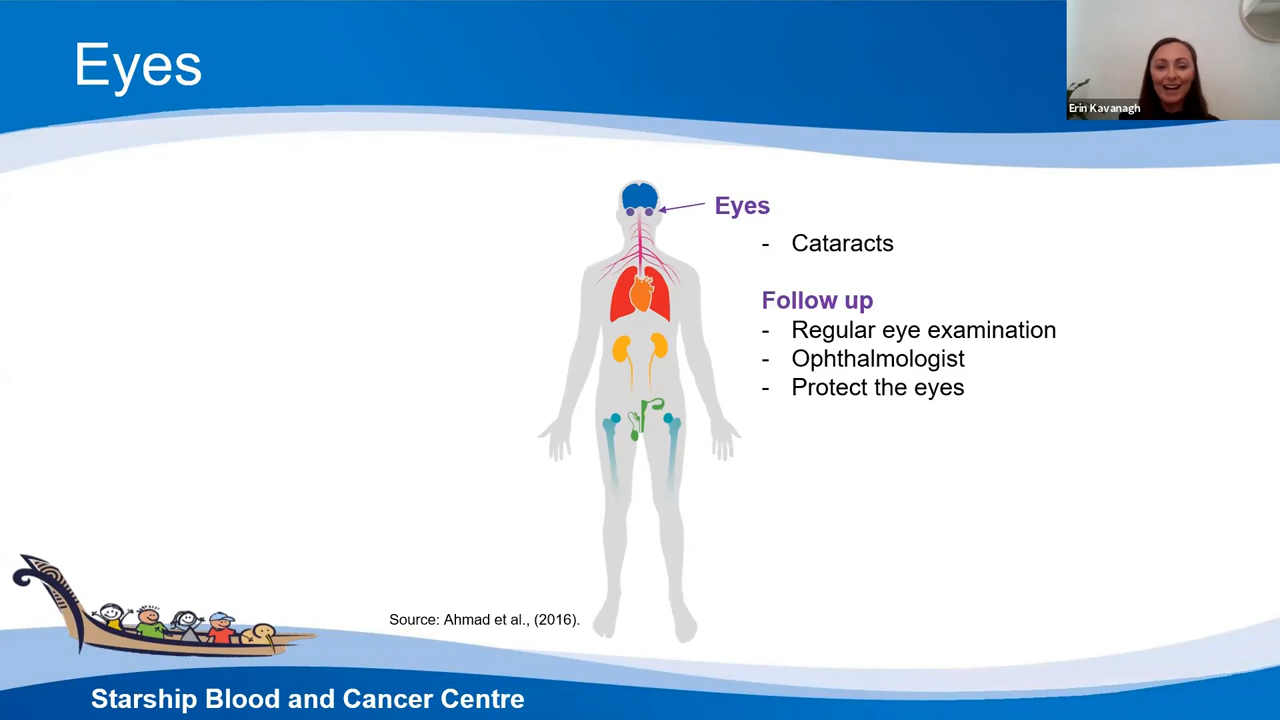 Eyes
Erin Kavanagh
Eyes
- Cataracts
Follow up
- Regular eye examination
- Ophthalmologist
- Protect the eyes
Source: Ahmad et al., (2016).
Starship Blood and Cancer Centre